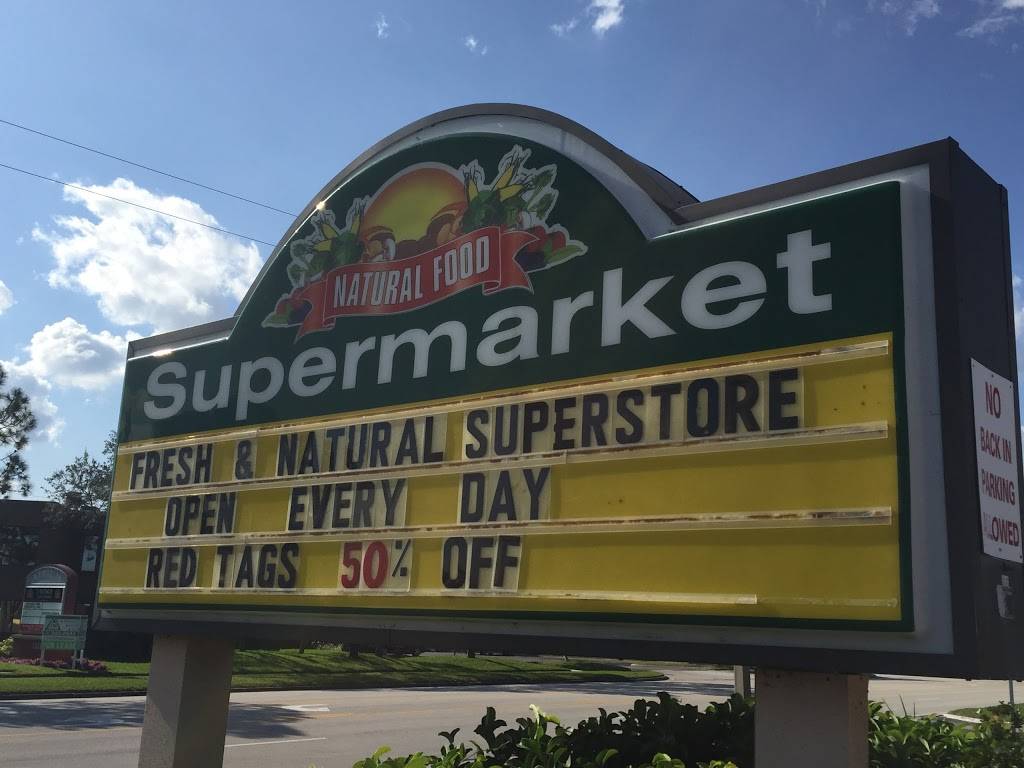 NATURAL FOOD
Supermarket
FRESH & NATURAL SUPERSTORE
OPEN EVERY DAY
RED TAGS 50% OFF
NO
BACK IN
PARKING